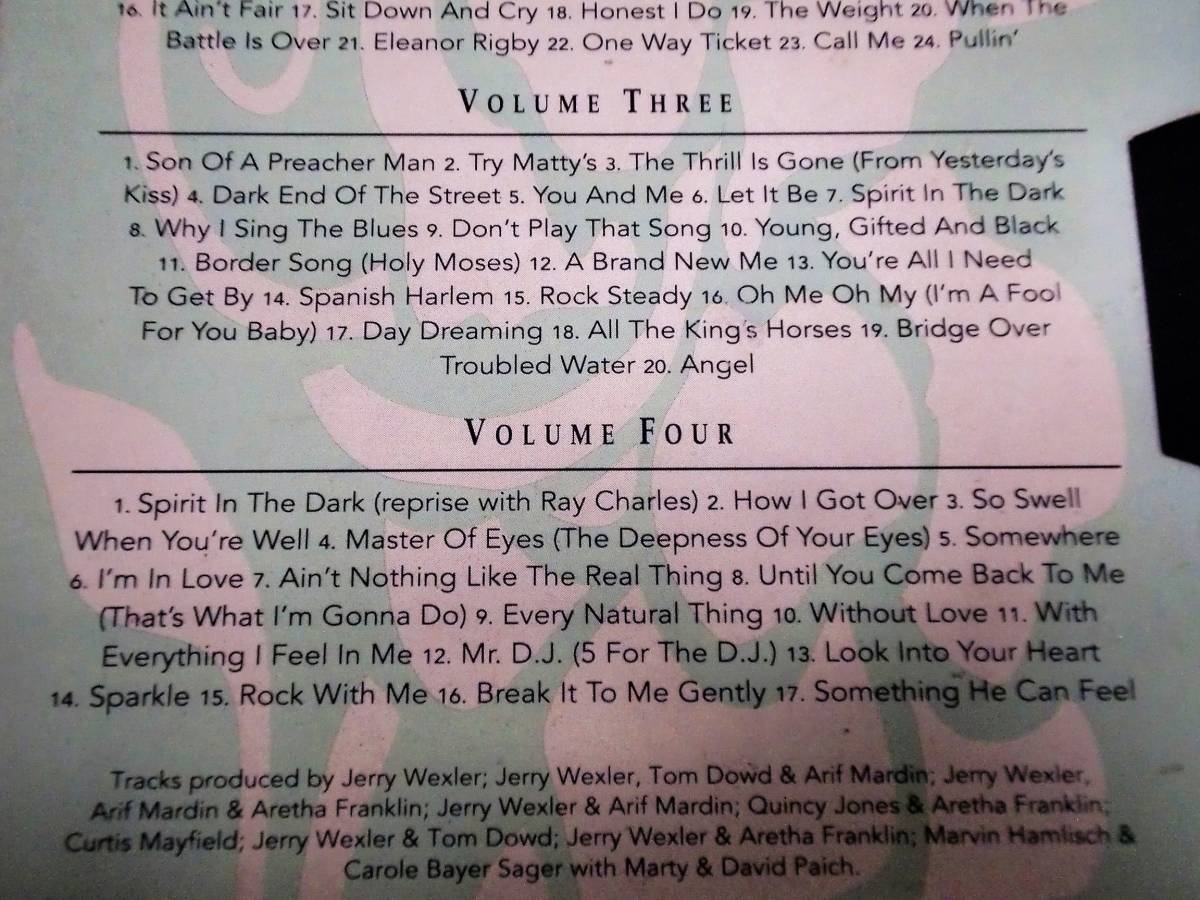 16. It Ain't Fair 17. Sit Down And Cry 18. Honest I Do 19. The Weight 20. When The
Battle Is Over 21. Eleanor Rigby 22. One Way Ticket 23. Call Me 24. Pullin'
VOLUME THREE
1. Son Of A Preacher Man 2. Try Matty's 3. The Thrill Is Gone (From Yesterday's
Kiss) 4. Dark End Of The Street 5. You And Me 6. Let It Be 7. Spirit In The Dark
8. Why I Sing The Blues 9. Don't Play That Song 10. Young, Gifted And Black
11. Border Song (Holy Moses) 12. A Brand New Me 13. You're All I Need
To Get By 14. Spanish Harlem 15. Rock Steady 16. Oh Me Oh My (I'm A Fool
For You Baby) 17. Day Dreaming 18. All The King's Horses 19. Bridge Over
Troubled Water 20. Angel
VOLUME FOUR
1. Spirit In The Dark (reprise with Ray Charles) 2. How I Got Over 3. So Swell
When You're Well 4. Master Of Eyes (The Deepness Of Your Eyes) 5. Somewhere
6. I'm In Love 7. Ain't Nothing Like The Real Thing 8. Until You Come Back To Me
(That's What I'm Gonna Do) 9. Every Natural Thing 10. Without Love 11. With
Everything I Feel In Me 12. Mr. D.J. (5 For The D.J.) 13. Look Into Your Heart
14. Sparkle 15. Rock With Me 16. Break It To Me Gently 17. Something He Can Feel
Tracks produced by Jerry Wexler; Jerry Wexler, Tom Dowd & Arif Mardin; Jerry Wexler,
Arif Mardin & Aretha Franklin; Jerry Wexler & Arif Mardin; Quincy Jones & Aretha Franklin;
Curtis Mayfield; Jerry Wexler & Tom Dowd; Jerry Wexler & Aretha Franklin; Marvin Hamlisch &
Carole Bayer Sager with Marty & David Paich.